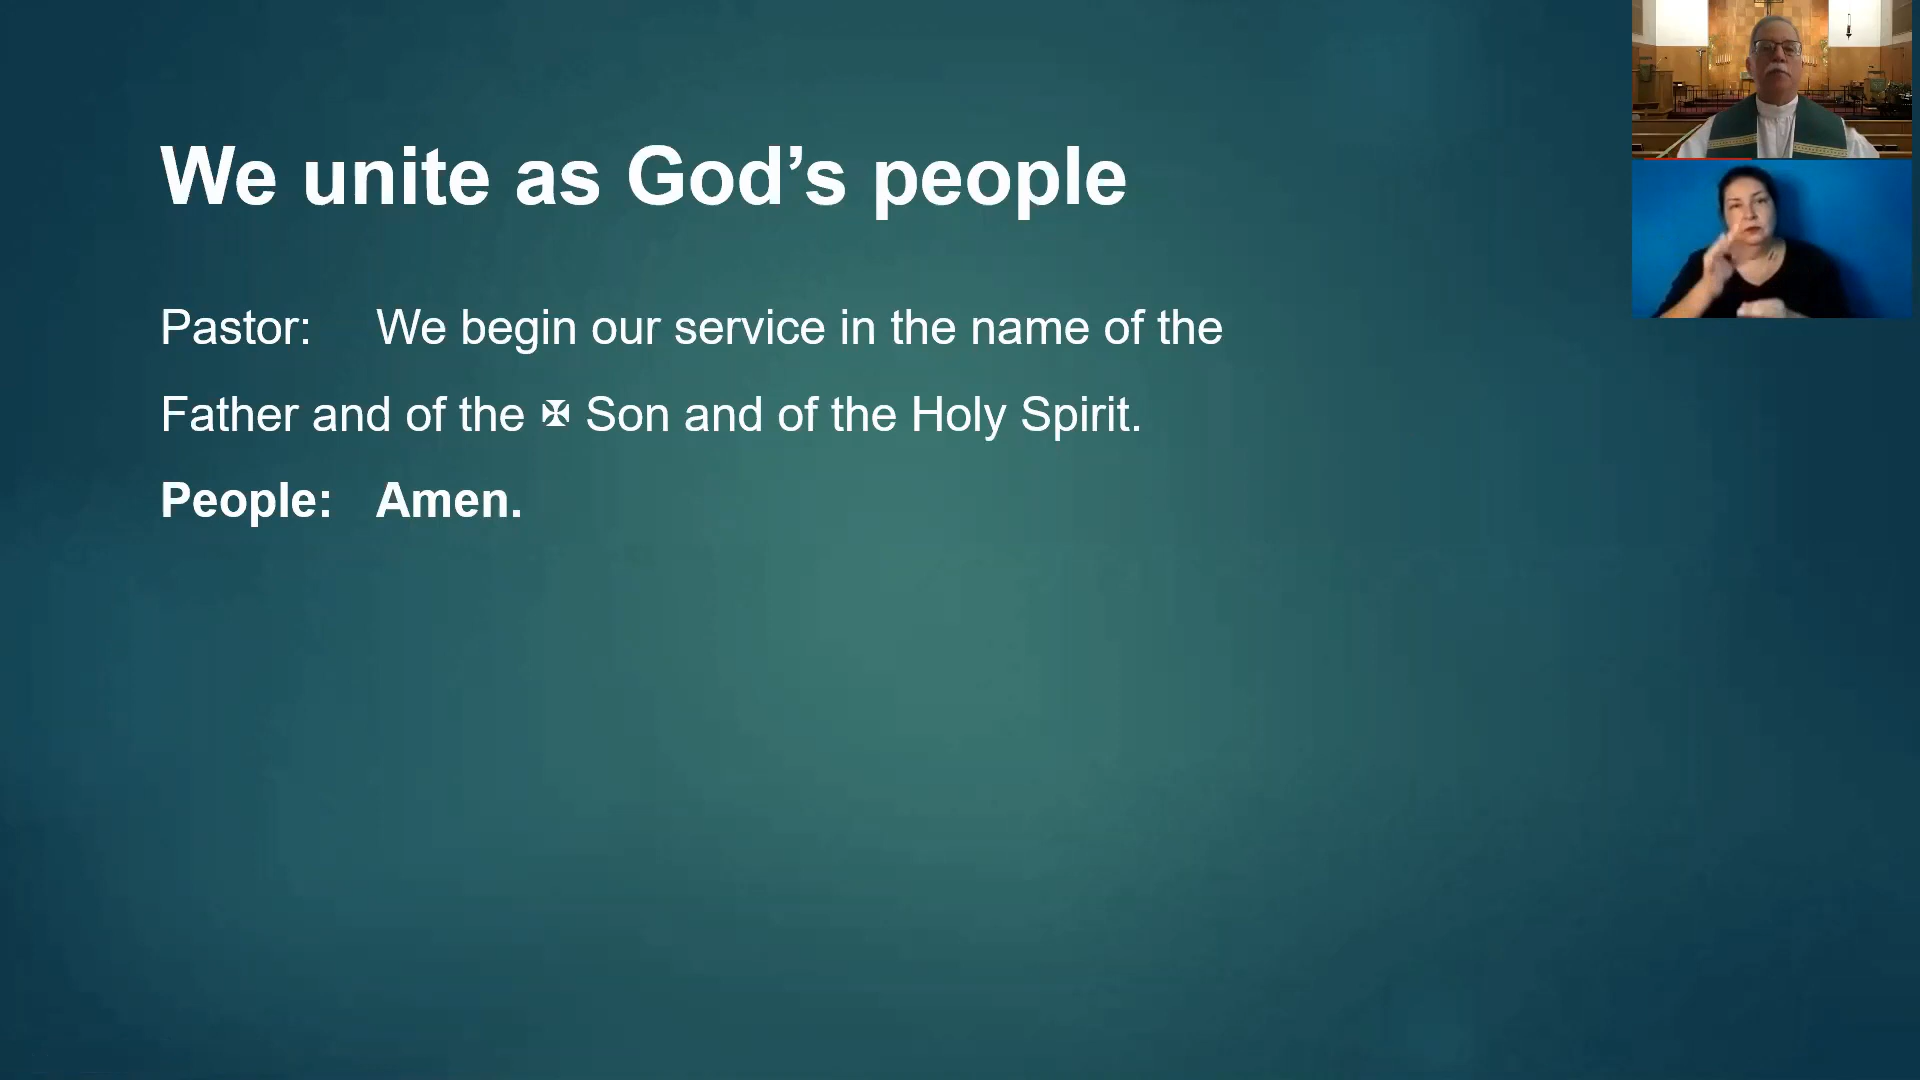 We unite as God’s people
Pastor: We begin our service in the name of the
Father and of the ✠ Son and of the Holy Spirit.
People: Amen.